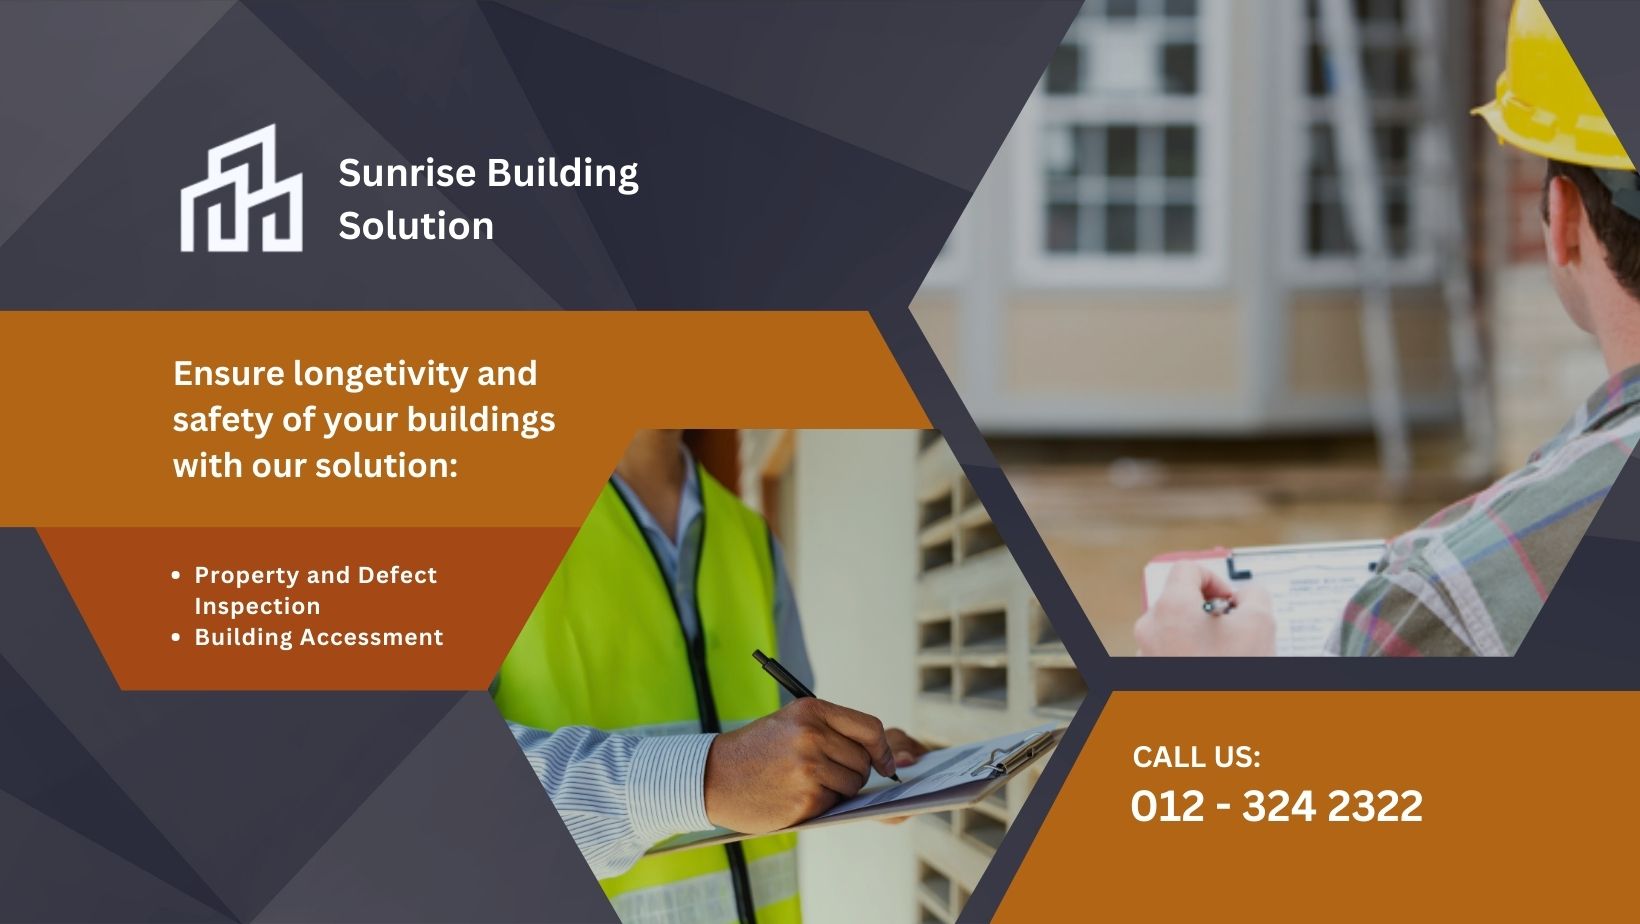 Sunrise Building
Solution
Ensure longetivity and
safety of your buildings
with our solution:
• Property and Defect
Inspection
• Building Accessment
CALL US:
012 - 324 2322